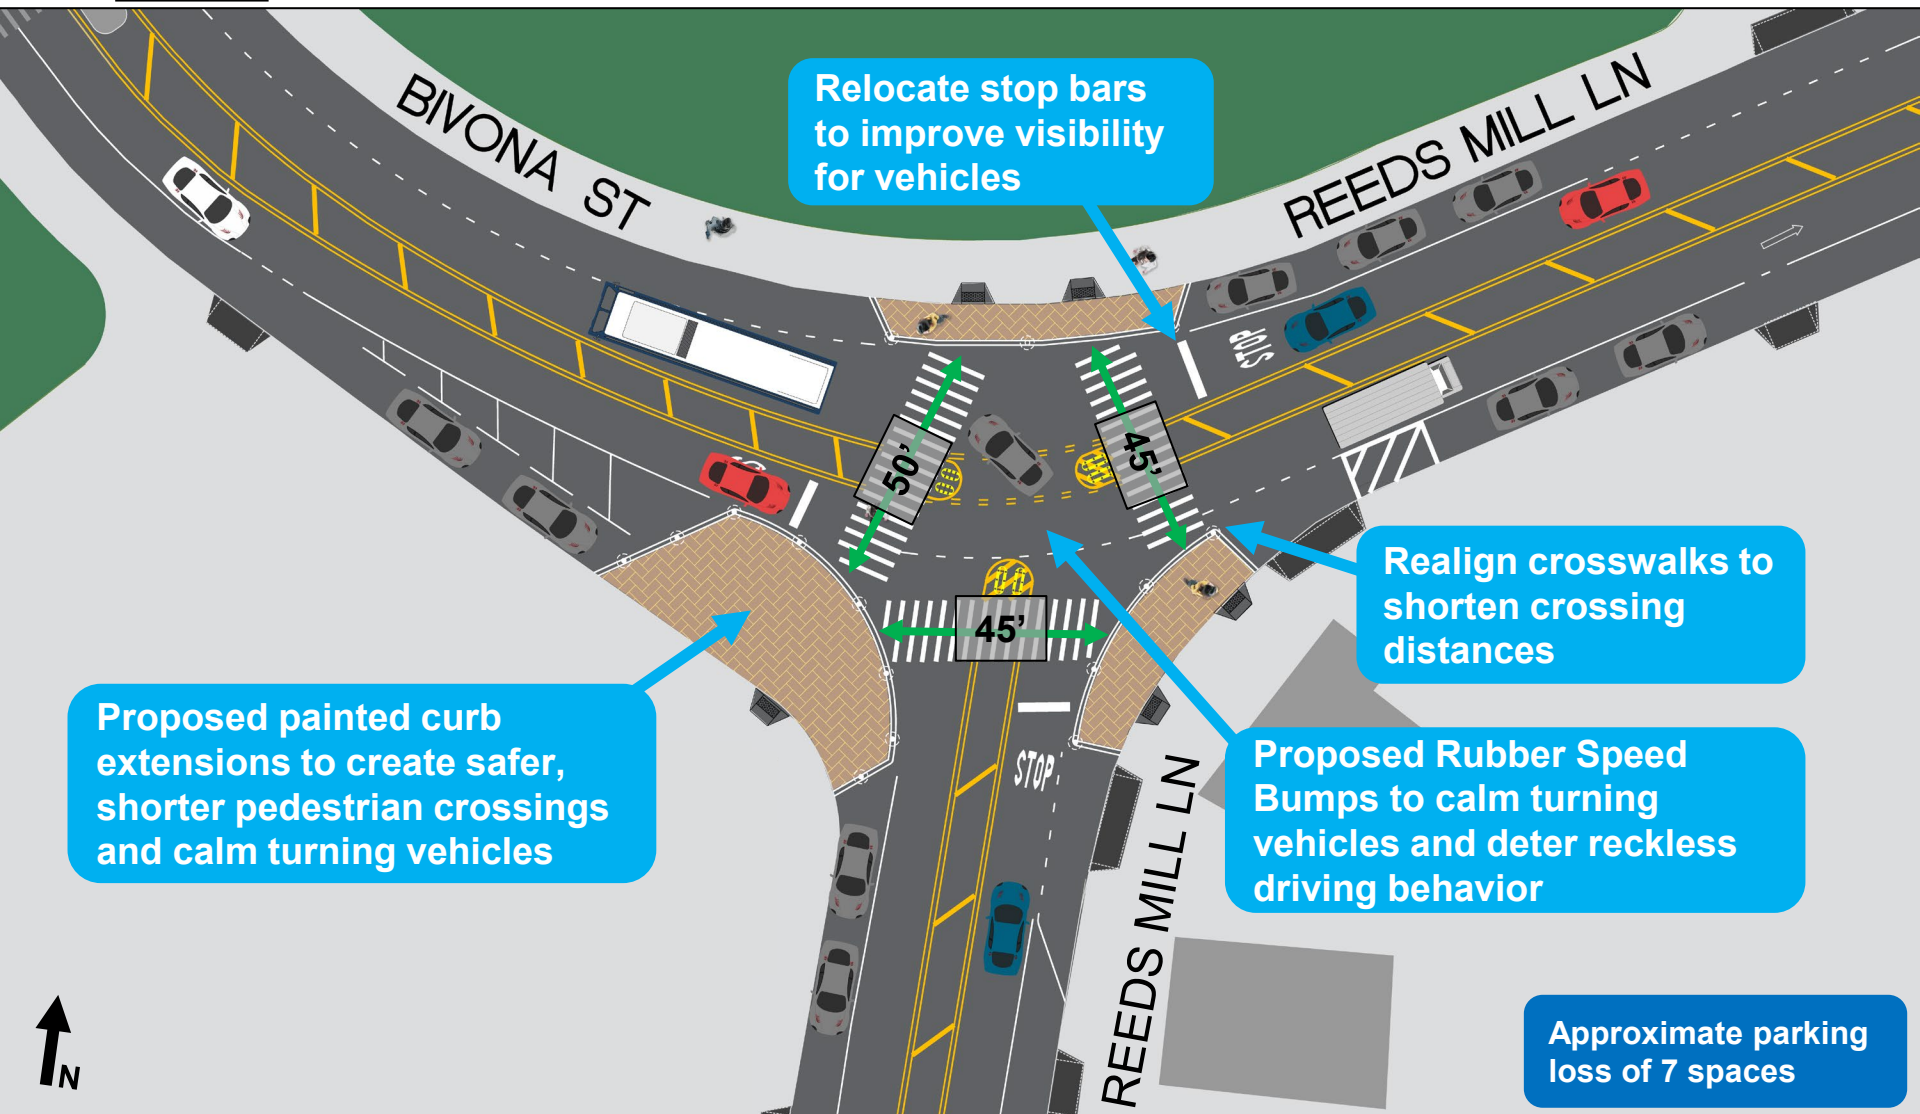 BIVONA ST
Relocate stop bars
to improve visibility
for vehicles
REEDS MILL LN
STOP
50’
45’
45’
Realign crosswalks to
shorten crossing
distances
Proposed painted curb
extensions to create safer,
shorter pedestrian crossings
and calm turning vehicles
STOP
Proposed Rubber Speed
Bumps to calm turning
vehicles and deter reckless
driving behavior
REEDS MILL LN
N
Approximate parking
loss of 7 spaces